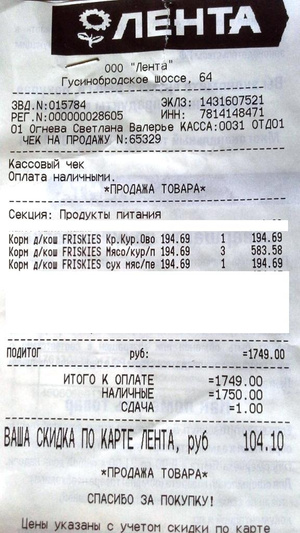 ЛЕНТА
ООО "Лента"
Гусинобродское шоссе, 64
ЗВД.N:015784 ЭКЛЗ: 1431607521
РЕГ.N:000000028605 ИНН: 7814148471
01 Огнева Светлана Валерье КАССА:0031 ОТД01
ЧЕК НА ПРОДАЖУ N:65329
Кассовый чек
Оплата наличными.
*ПРОДАЖА ТОВАРА*
Секция: Продукты питания
Корм д/кош FRISKIES Кр.Кур.Ово 194.69 1 194.69
Корм д/кош FRISKIES Мясо/кур/п 194.69 3 583.58
Корм д/кош FRISKIES сух мяс/пе 194.69 1 194.69
ПОДИТОГ руб: =1749.00
ИТОГО К ОПЛАТЕ =1749.00
НАЛИЧНЫЕ =1750.00
СДАЧА =1.00
ВАША СКИДКА ПО КАРТЕ ЛЕНТА, руб 104.10
*ПРОДАЖА ТОВАРА*
СПАСИБО ЗА ПОКУПКУ!
Цены указаны с учетом скидки по карте